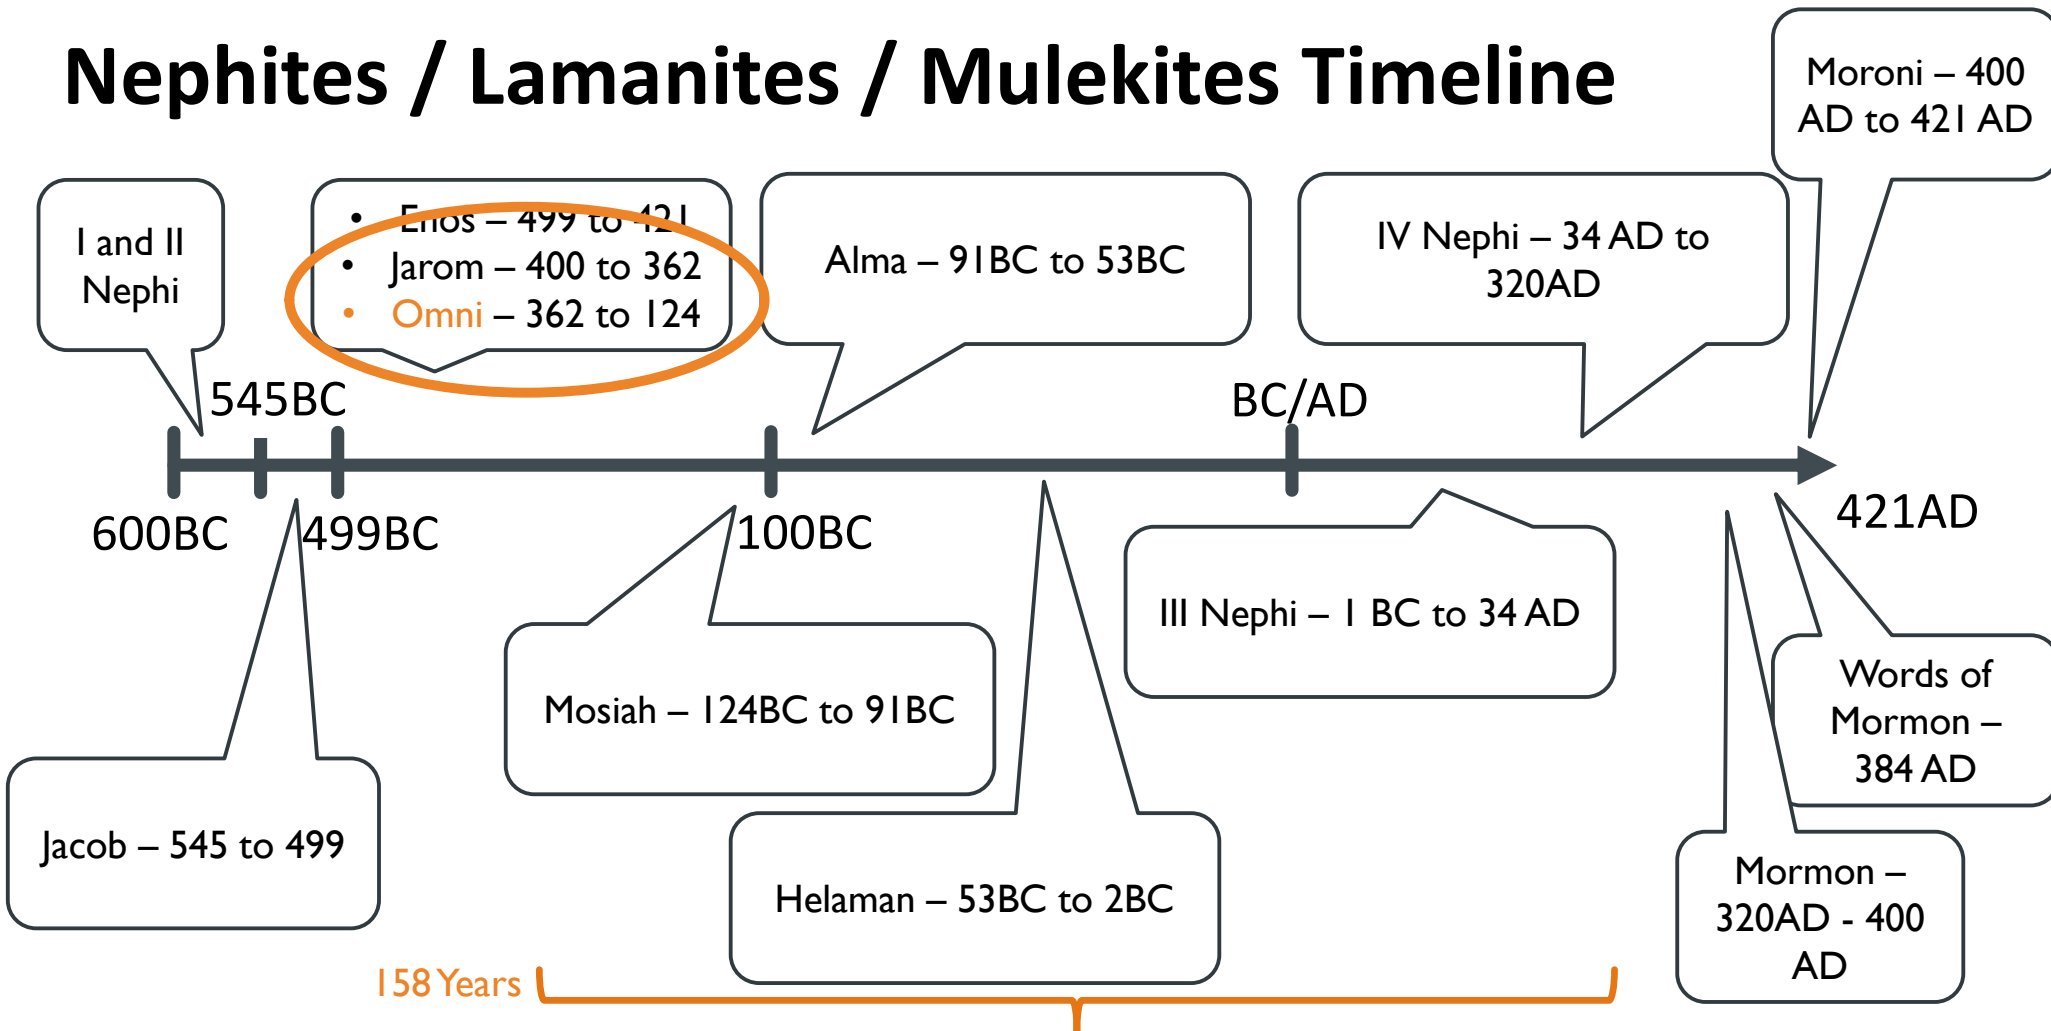 Nephites / Lamanites / Mulekites Timeline
Moroni – 400
AD to 421 AD
I and II
Nephi
• Enos – 499 to 421
• Jarom – 400 to 362
• Omni – 362 to 124
Alma – 91BC to 53BC
IV Nephi – 34 AD to
320AD
545BC
BC/AD
600BC
499BC
100BC
421AD
III Nephi – 1 BC to 34 AD
Mosiah – 124BC to 91BC
Words of
Mormon –
384 AD
Jacob – 545 to 499
Helaman – 53BC to 2BC
Mormon –
320AD - 400
AD
158 Years